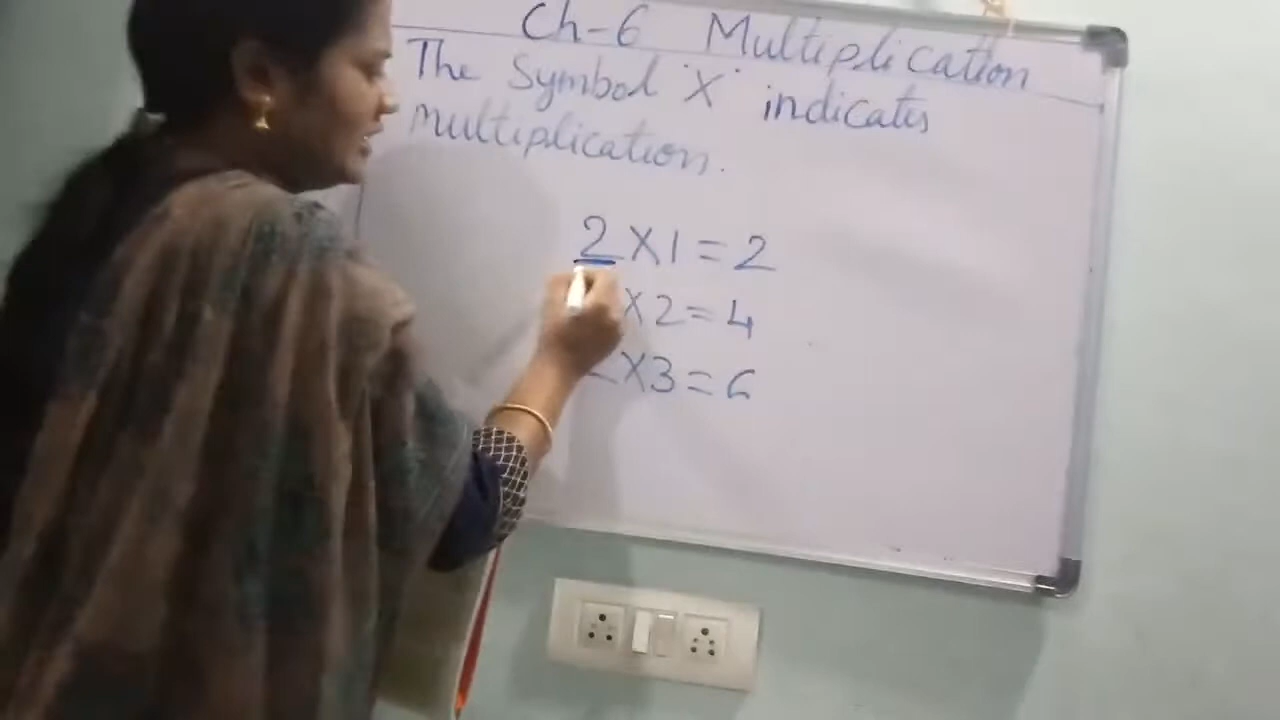 Ch-6 Multiplication
The Symbol "X" indicates
multiplication.
2 X 1 = 2
X 2 = 4
X 3 = 6